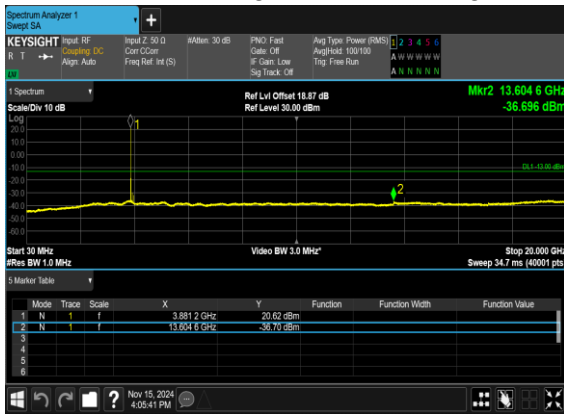 Spectrum Analyzer 1
Swept SA
KEYSIGHT
R T
Input: RF
Coupling: DC
Align: Auto
Input Z: 50 Ω
Corr CCorr
Freq Ref: Int (S)
#Atten: 30 dB
PNO: Fast
Gate: Off
IF Gain: Low
Sig Track: Off
Avg Type: Power (RMS)
Avg|Hold: 100/100
Trig: Free Run
1 2 3 4 5 6
A W W W W W
A N N N N N
1 Spectrum
Scale/Div 10 dB
Ref Lvl Offset 18.87 dB
Ref Level 30.00 dBm
Mkr2 13.604 6 GHz
-36.696 dBm
Log
20.0
10.0
0.00
-10.0
-20.0
-30.0
-40.0
-50.0
-60.0
1
2
DL1 -13.00 dBm
Start 30 MHz
#Res BW 1.0 MHz
Video BW 3.0 MHz*
Stop 20.000 GHz
Sweep 34.7 ms (40001 pts)
5 Marker Table
Mode Trace Scale X Y Function Function Width Function Value
1 N 1 f 3.881 2 GHz 20.62 dBm
2 N 1 f 13.604 6 GHz -36.70 dBm
3
4
5
6
?
Nov 15, 2024
4:05:41 PM